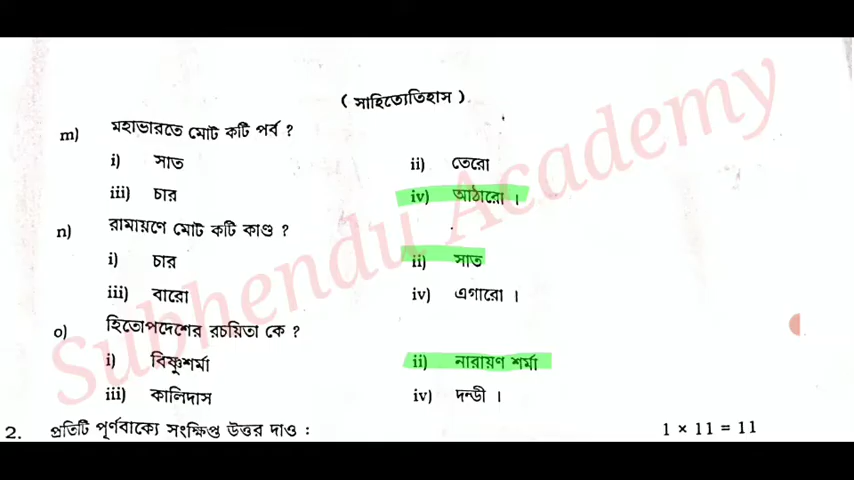 ( সাহিত্যেতিহাস )
m) মহাভারতে মোট কটি পর্ব ?
i) সাত ii) তেরো
iii) চার iv) আঠারো ।
n) রামায়ণে মোট কটি কাণ্ড ?
i) চার ii) সাত
iii) বারো iv) এগারো ।
o) হিতোপদেশের রচয়িতা কে ?
i) বিষ্ণুশর্মা ii) নারায়ণ শর্মা
iii) কালিদাস iv) দন্ডী ।
2. প্রতিটি পূর্ণবাক্যে সংক্ষিপ্ত উত্তর দাও : 1 × 11 = 11
Subhendu Academy